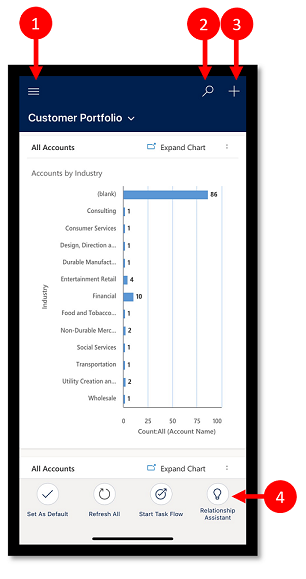 1
2
3
Customer Portfolio
All Accounts Expand Chart
Accounts by Industry
Industry
(blank) 86
Consulting 1
Consumer Services 1
Design, Direction a... 1
Durable Manufact... 1
Entertainment Retail 4
Financial 10
Food and Tobacco... 1
Non-Durable Merc... 2
Social Services 1
Transportation 1
Utility Creation an... 2
Wholesale 1
0 25 50 75 100
Count:All (Account Name)
All Accounts Expand Chart
4
Set As Default Refresh All Start Task Flow Relationship
Assistant